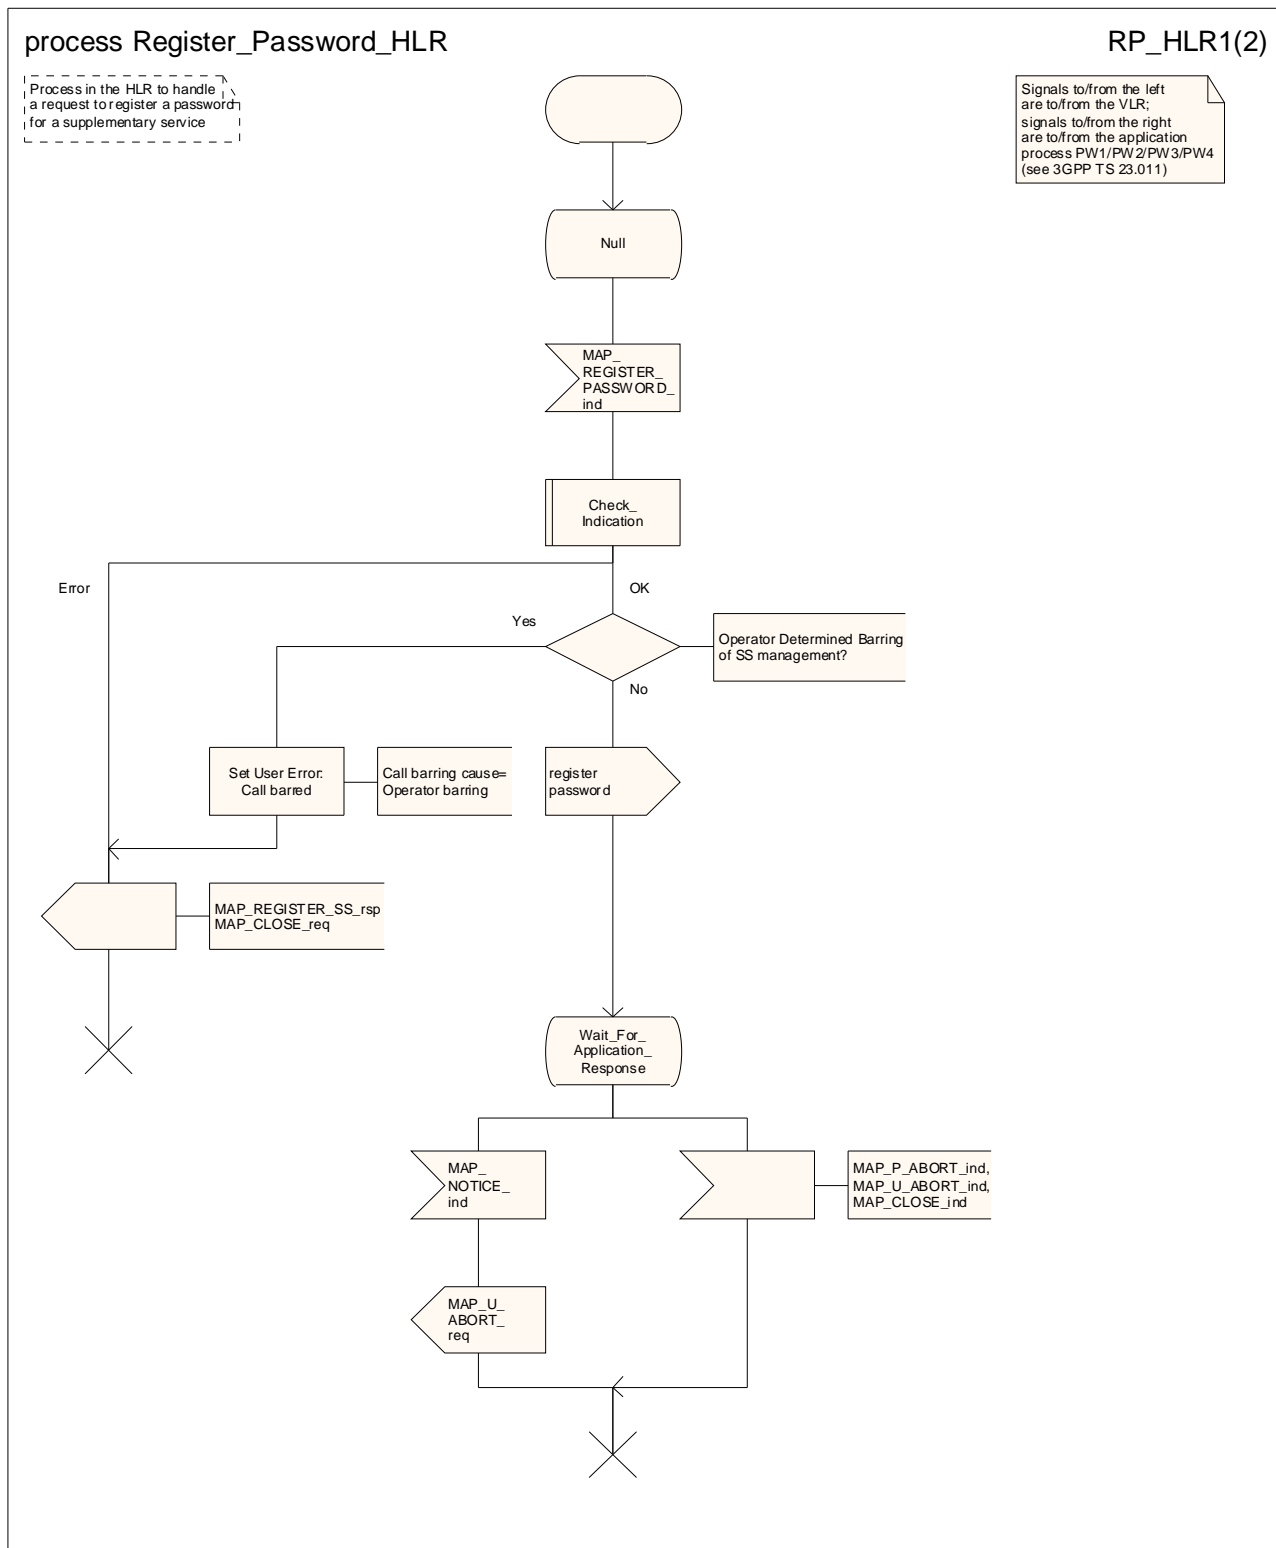 process Register_Password_HLR
RP_HLR1(2)
Process in the HLR to handle
a request to register a password
for a supplementary service
Signals to/from the left
are to/from the VLR;
signals to/from the right
are to/from the application
process PW1/PW2/PW3/PW4
(see 3GPP TS 23.011)
Null
MAP_
REGISTER_
PASSWORD_
ind
Check_
Indication
Error
OK
Yes
Operator Determined Barring
of SS management?
No
Set User Error:
Call barred
Call barring cause=
Operator barring
register
password
MAP_REGISTER_SS_rsp
MAP_CLOSE_req
Wait_For_
Application_
Response
MAP_
NOTICE_
ind
MAP_P_ABORT_ind,
MAP_U_ABORT_ind,
MAP_CLOSE_ind
MAP_U_
ABORT_
req